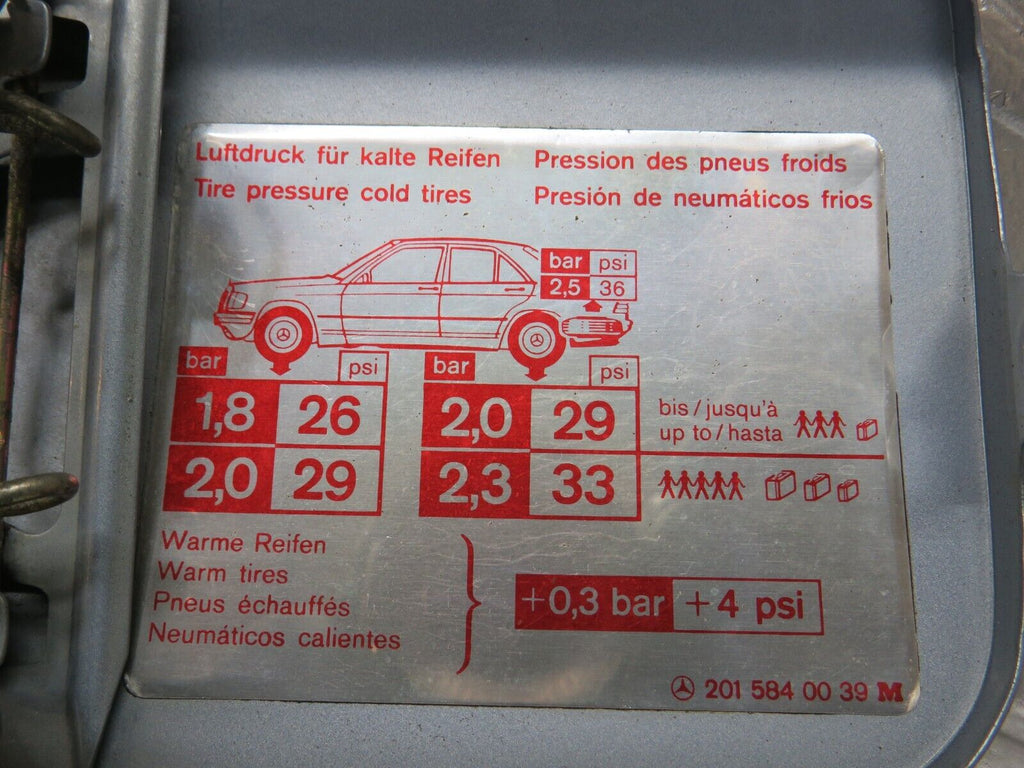 Luftdruck für kalte Reifen Pression des pneus froids
Tire pressure cold tires Presión de neumáticos frios
bar psi
2,5 36
bar psi bar psi
1,8 26 2,0 29 bis/jusqu'à
up to/hasta
2,0 29 2,3 33
Warme Reifen
Warm tires
Pneus échauffés
Neumáticos calientes
+0,3 bar +4 psi
201 584 00 39 M